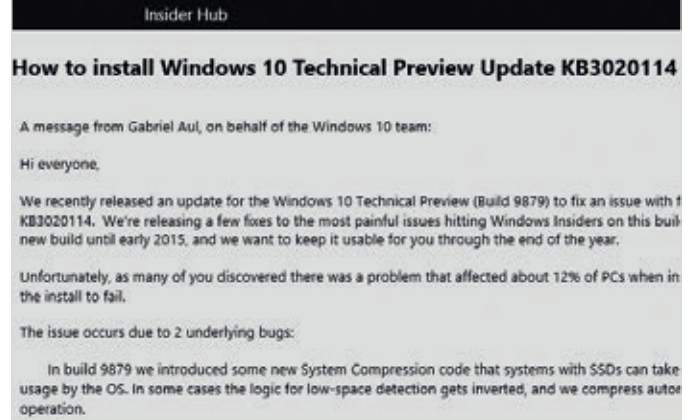 Insider Hub
How to install Windows 10 Technical Preview Update KB3020114
A message from Gabriel Aul, on behalf of the Windows 10 team:
Hi everyone,
We recently released an update for the Windows 10 Technical Preview (Build 9879) to fix an issue with
KB3020114. We're releasing a few fixes to the most painful issues hitting Windows Insiders on this
new build until early 2015, and we want to keep it usable for you through the end of the year.
Unfortunately, as many of you discovered there was a problem that affected about 12% of PCs when
the install to fail.
The issue occurs due to 2 underlying bugs:
In build 9879 we introduced some new System Compression code that systems with SSDs can take
usage by the OS. In some cases the logic for low-space detection gets inverted, and we compress
operation.